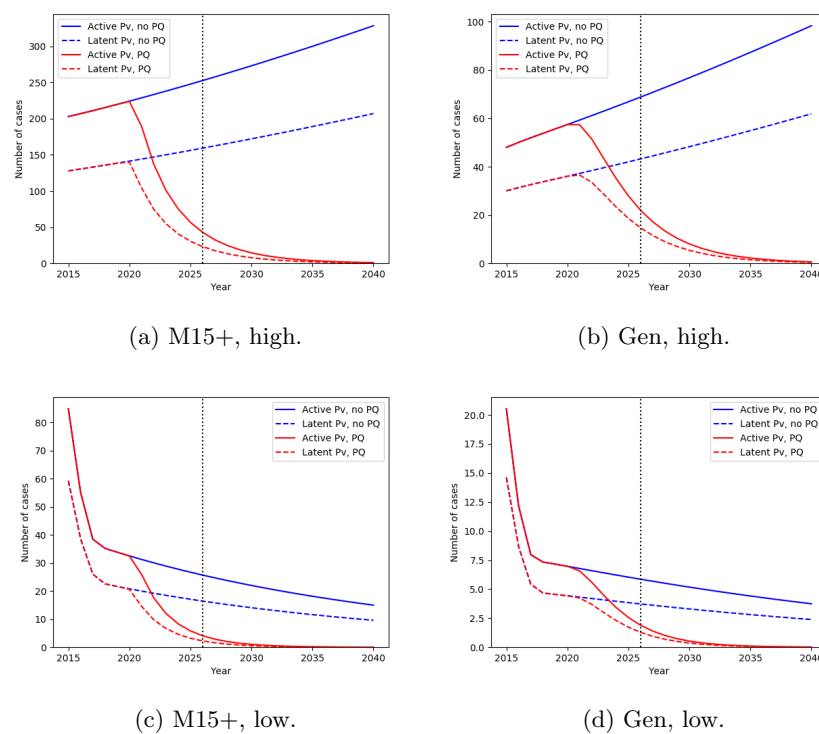 Active Pv, no PQ
Latent Pv, no PQ
Active Pv, PQ
Latent Pv, PQ
Number of cases
300
250
200
150
100
50
0
2015 2020 2025 2030 2035 2040
Year
(a) M15+, high.
Active Pv, no PQ
Latent Pv, no PQ
Active Pv, PQ
Latent Pv, PQ
Number of cases
100
80
60
40
20
0
2015 2020 2025 2030 2035 2040
Year
(b) Gen, high.
Active Pv, no PQ
Latent Pv, no PQ
Active Pv, PQ
Latent Pv, PQ
Number of cases
80
70
60
50
40
30
20
10
0
2015 2020 2025 2030 2035 2040
Year
(c) M15+, low.
Active Pv, no PQ
Latent Pv, no PQ
Active Pv, PQ
Latent Pv, PQ
Number of cases
20.0
17.5
15.0
12.5
10.0
7.5
5.0
2.5
0.0
2015 2020 2025 2030 2035 2040
Year
(d) Gen, low.